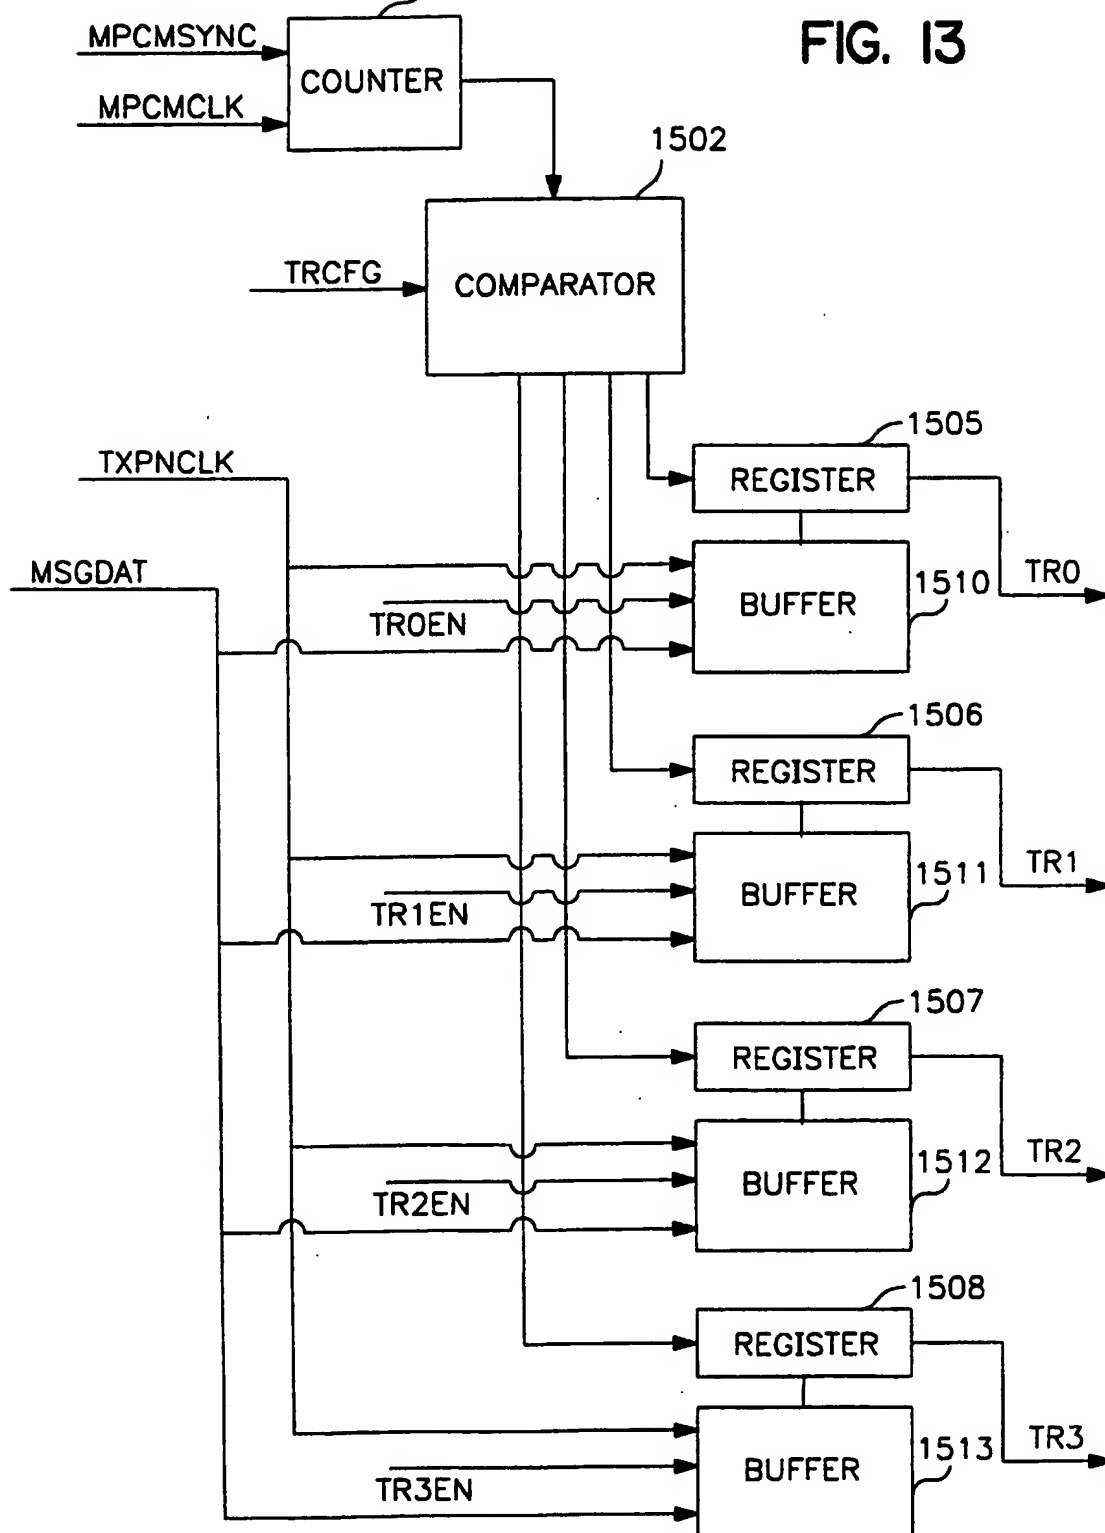 FIG. 13
MPCMSYNC
COUNTER
MPCMCLK
1502
TRCFG
COMPARATOR
1505
TXPNCLK
REGISTER
MSGDAT
TR0
1510
BUFFER
TR0EN
1506
REGISTER
TR1
1511
BUFFER
TR1EN
1507
REGISTER
TR2
1512
BUFFER
TR2EN
1508
REGISTER
TR3
1513
BUFFER
TR3EN